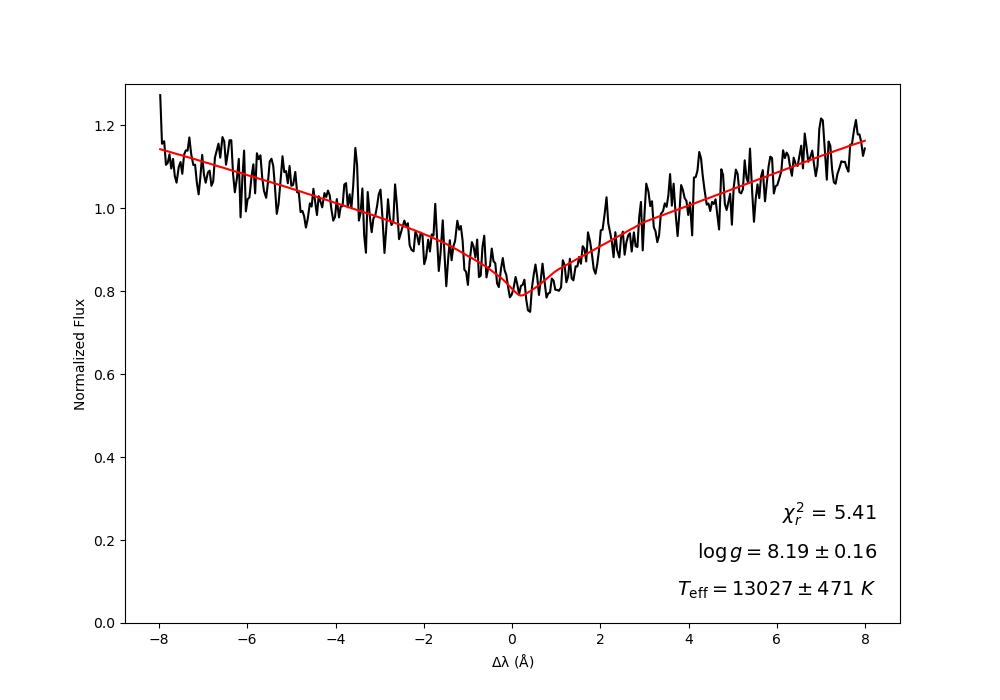 1.2
1.0
0.8
0.6
0.4
0.2
0.0
Normalized Flux
χ²ᵣ = 5.41
log g = 8.19 ± 0.16
T_eff = 13027 ± 471 K
−8 −6 −4 −2 0 2 4 6 8
Δλ (Å)